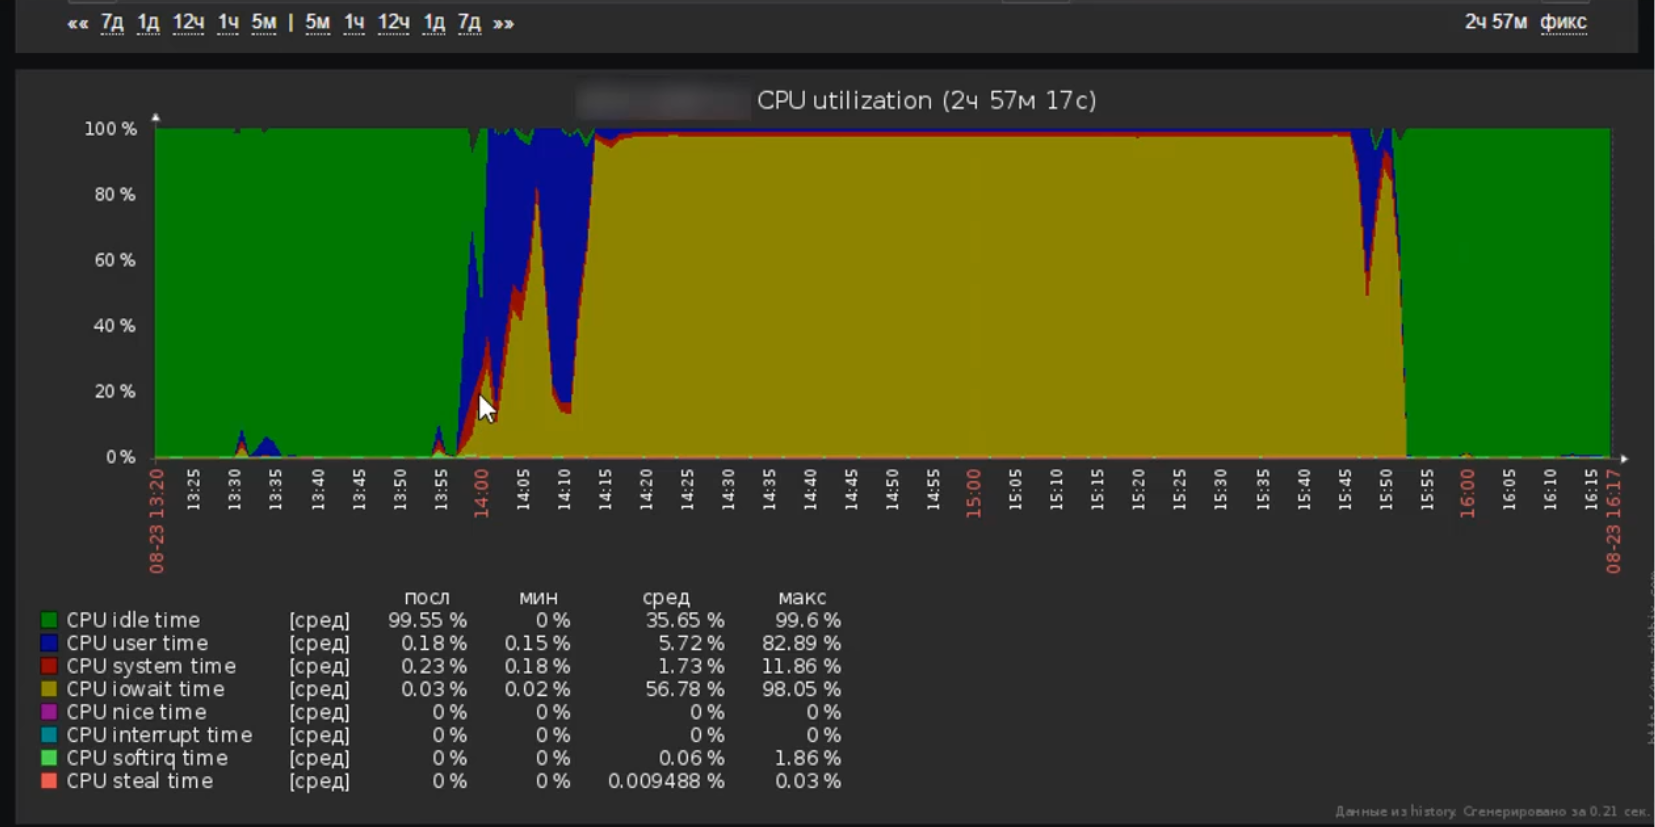 «« 7д 1д 12ч 1ч 5м | 5м 1ч 12ч 1д 7д »» 2ч 57м фикс
CPU utilization (2ч 57м 17с)
100 %
80 %
60 %
40 %
20 %
0 %
08-23 13:20 13:25 13:30 13:35 13:40 13:45 13:50 13:55 14:00 14:05 14:10 14:15 14:20 14:25 14:30 14:35 14:40 14:45 14:50 14:55 15:00 15:05 15:10 15:15 15:20 15:25 15:30 15:35 15:40 15:45 15:50 15:55 16:00 16:05 16:10 16:15 08-23 16:17
посл мин сред макс
CPU idle time [сред] 99.55 % 0 % 35.65 % 99.6 %
CPU user time [сред] 0.18 % 0.15 % 5.72 % 82.89 %
CPU system time [сред] 0.23 % 0.18 % 1.73 % 11.86 %
CPU iowait time [сред] 0.03 % 0.02 % 56.78 % 98.05 %
CPU nice time [сред] 0 % 0 % 0 % 0 %
CPU interrupt time [сред] 0 % 0 % 0 % 0 %
CPU softirq time [сред] 0 % 0 % 0.06 % 1.86 %
CPU steal time [сред] 0 % 0 % 0.009488 % 0.03 %
Данные из history. Сгенерировано за 0.21 сек.